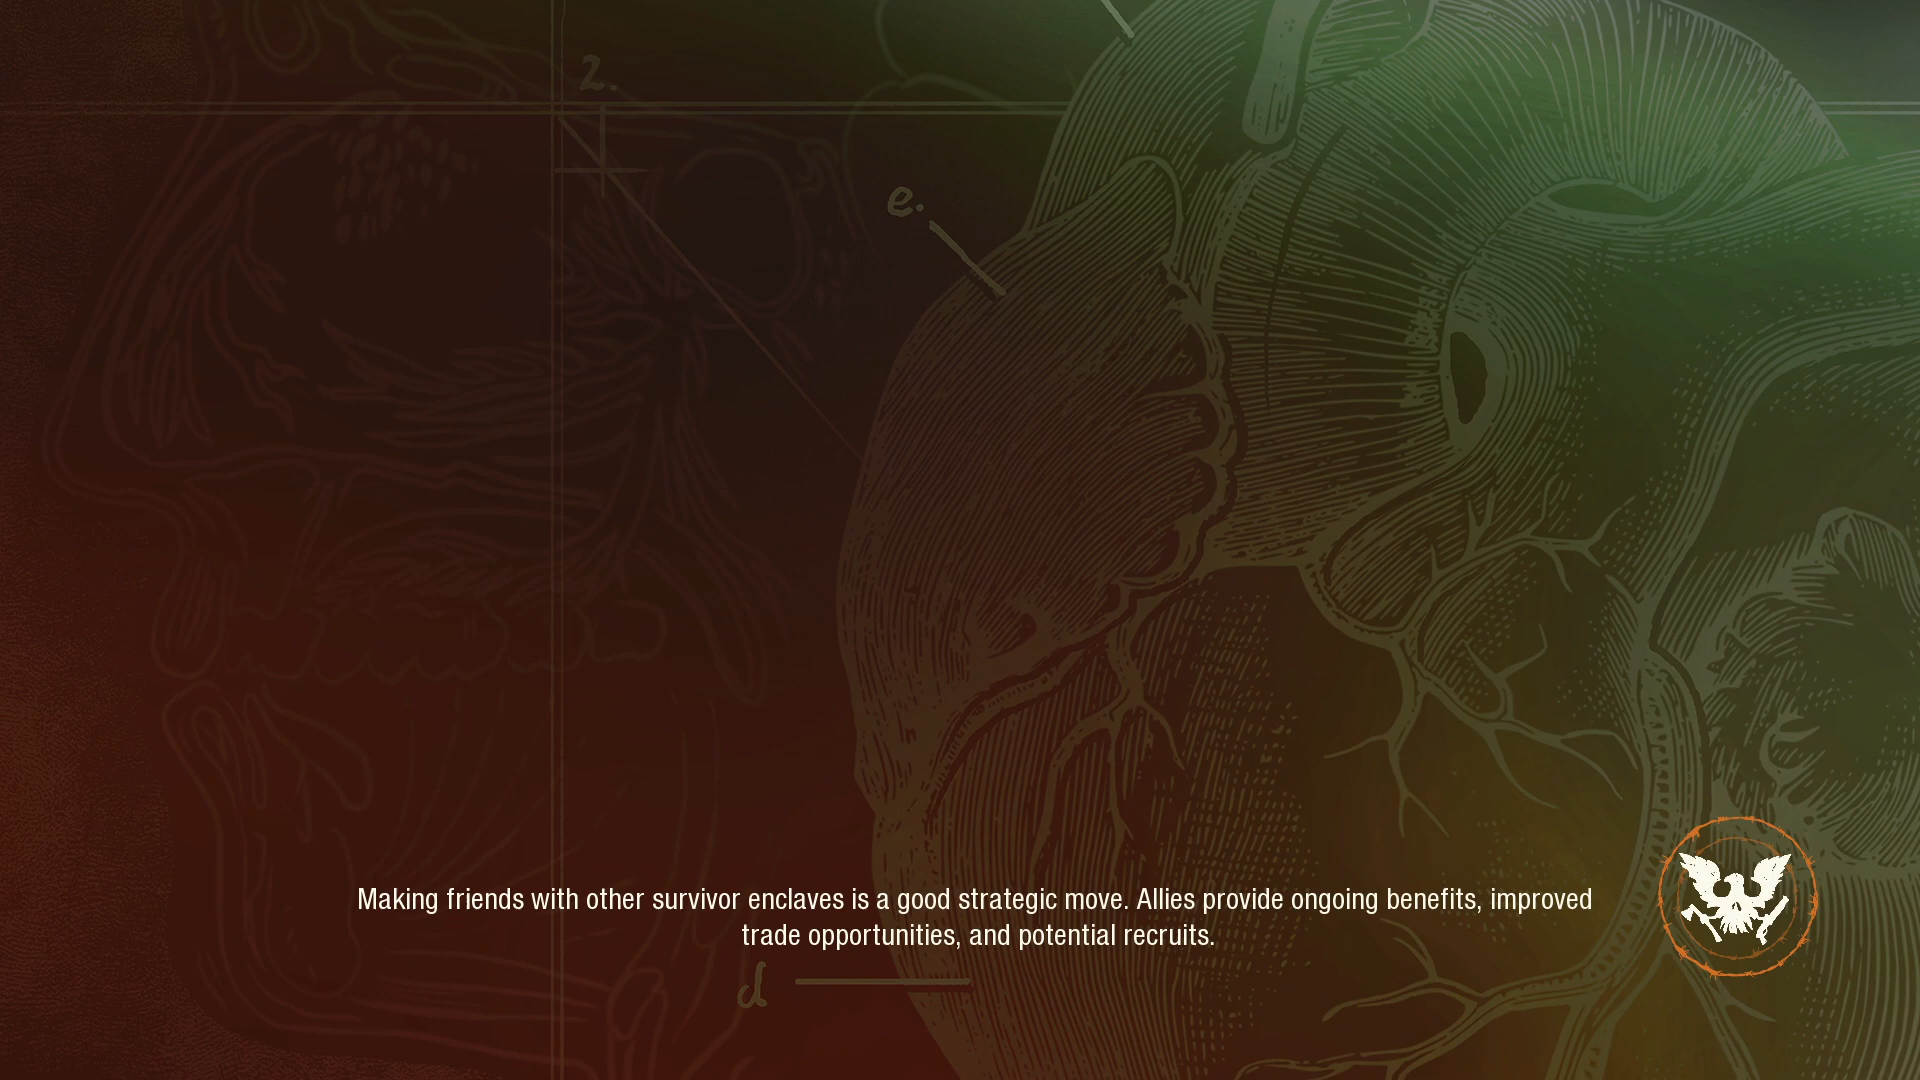 2.
e.
Making friends with other survivor enclaves is a good strategic move. Allies provide ongoing benefits, improved
trade opportunities, and potential recruits.
d